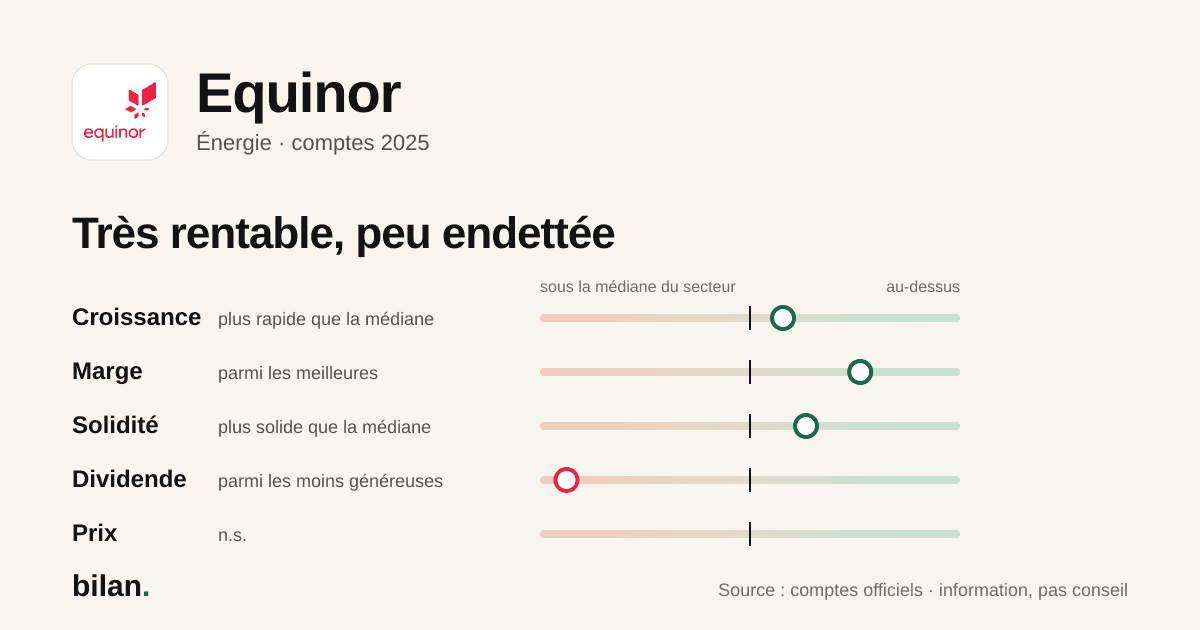 equinor
Equinor
Énergie · comptes 2025
Très rentable, peu endettée
sous la médiane du secteur au-dessus
Croissance plus rapide que la médiane
Marge parmi les meilleures
Solidité plus solide que la médiane
Dividende parmi les moins généreuses
Prix n.s.
bilan.
Source : comptes officiels · information, pas conseil